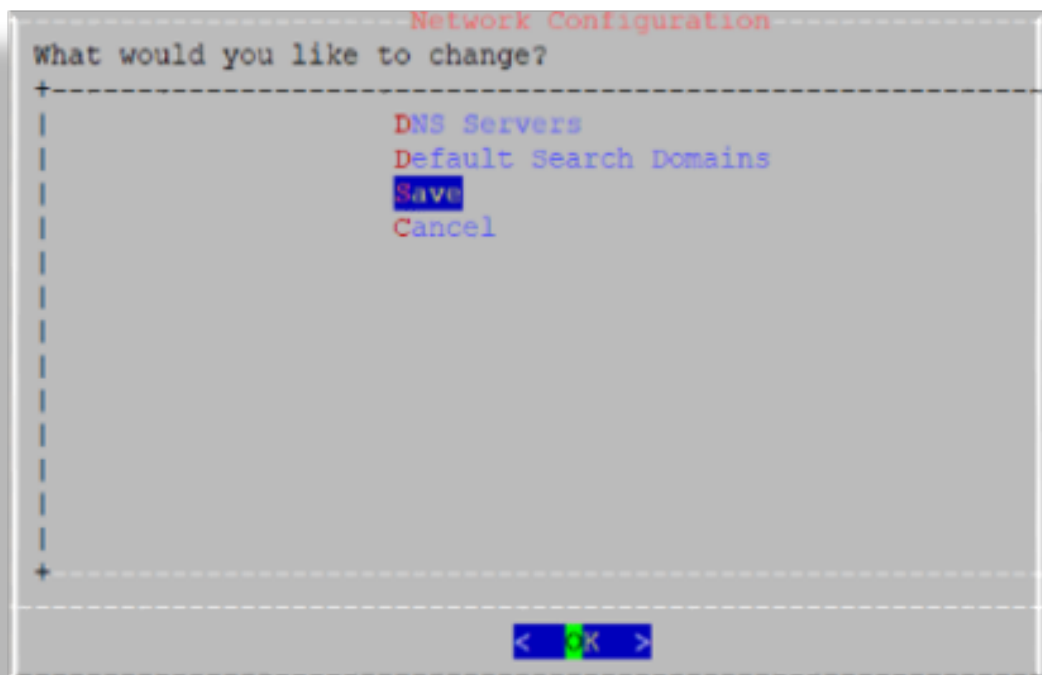 Network Configuration
What would you like to change?
DNS Servers
Default Search Domains
Save
Cancel
< OK >